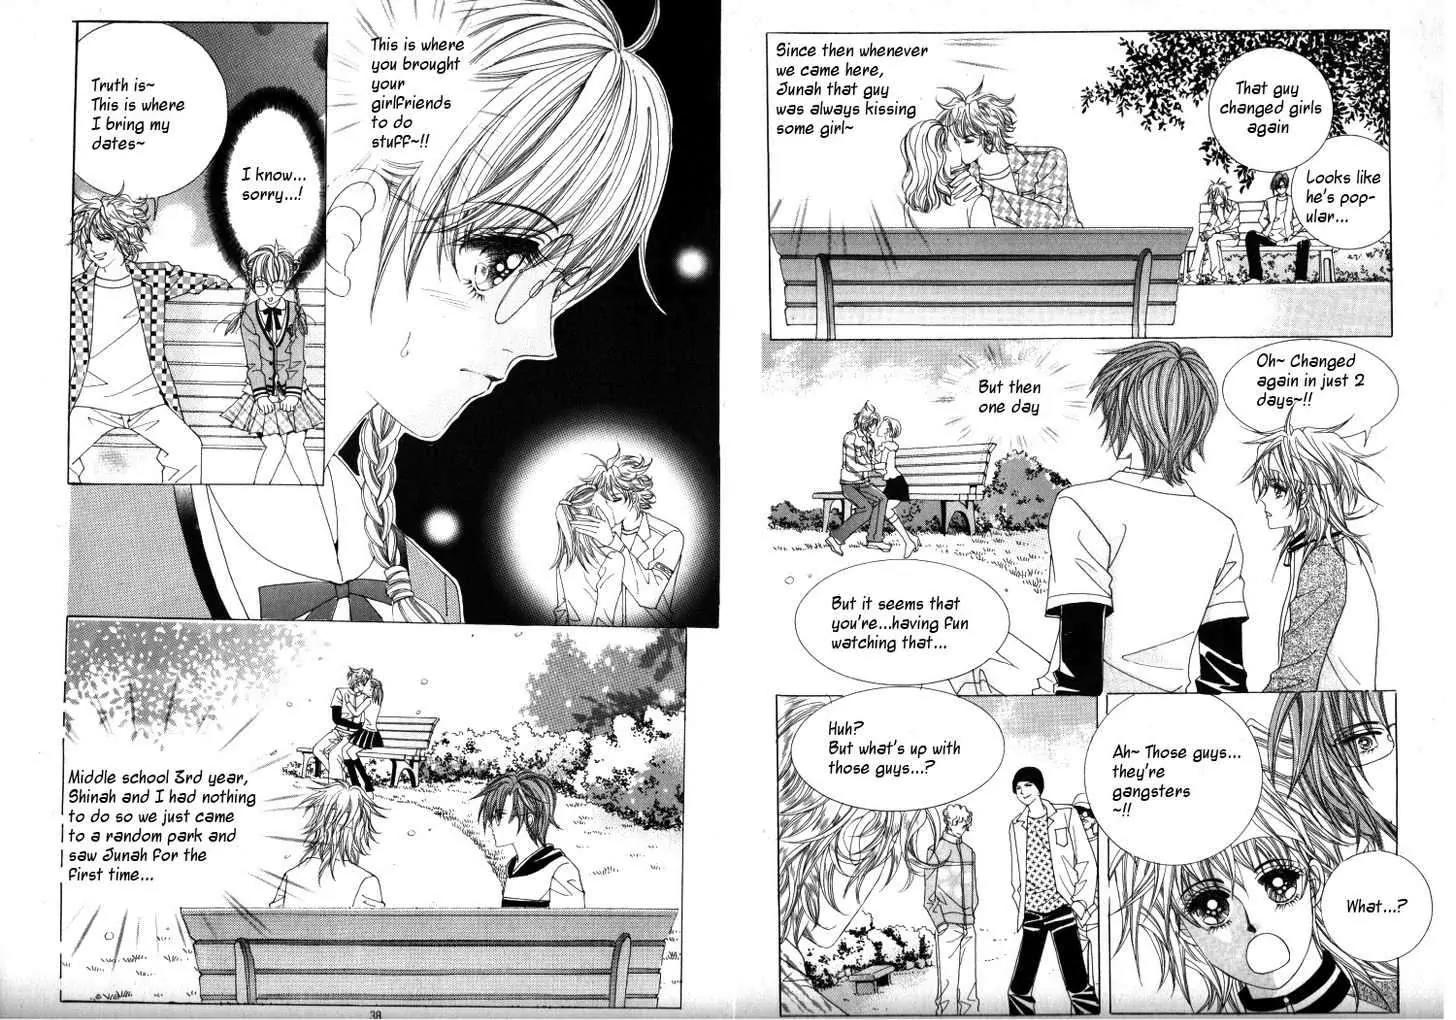 Truth is~
This is where
I bring my
dates~
I know...
sorry...!
This is where
you brought
your
girlfriends
to do
stuff~!!
Middle school 3rd year,
Shinah and I had nothing
to do so we just came
to a random park and
saw Junah for the
first time...
38
Since then whenever
we came here,
Junah that guy
was always kissing
some girl~
That guy
changed girls
again
Looks like
he's pop-
ular...
But then
one day
Oh~ Changed
again in just 2
days~!!
But it seems that
you're...having fun
watching that...
Huh?
But what's up with
those guys...?
Ah~ Those guys...
they're
gangsters
~!!
What...?